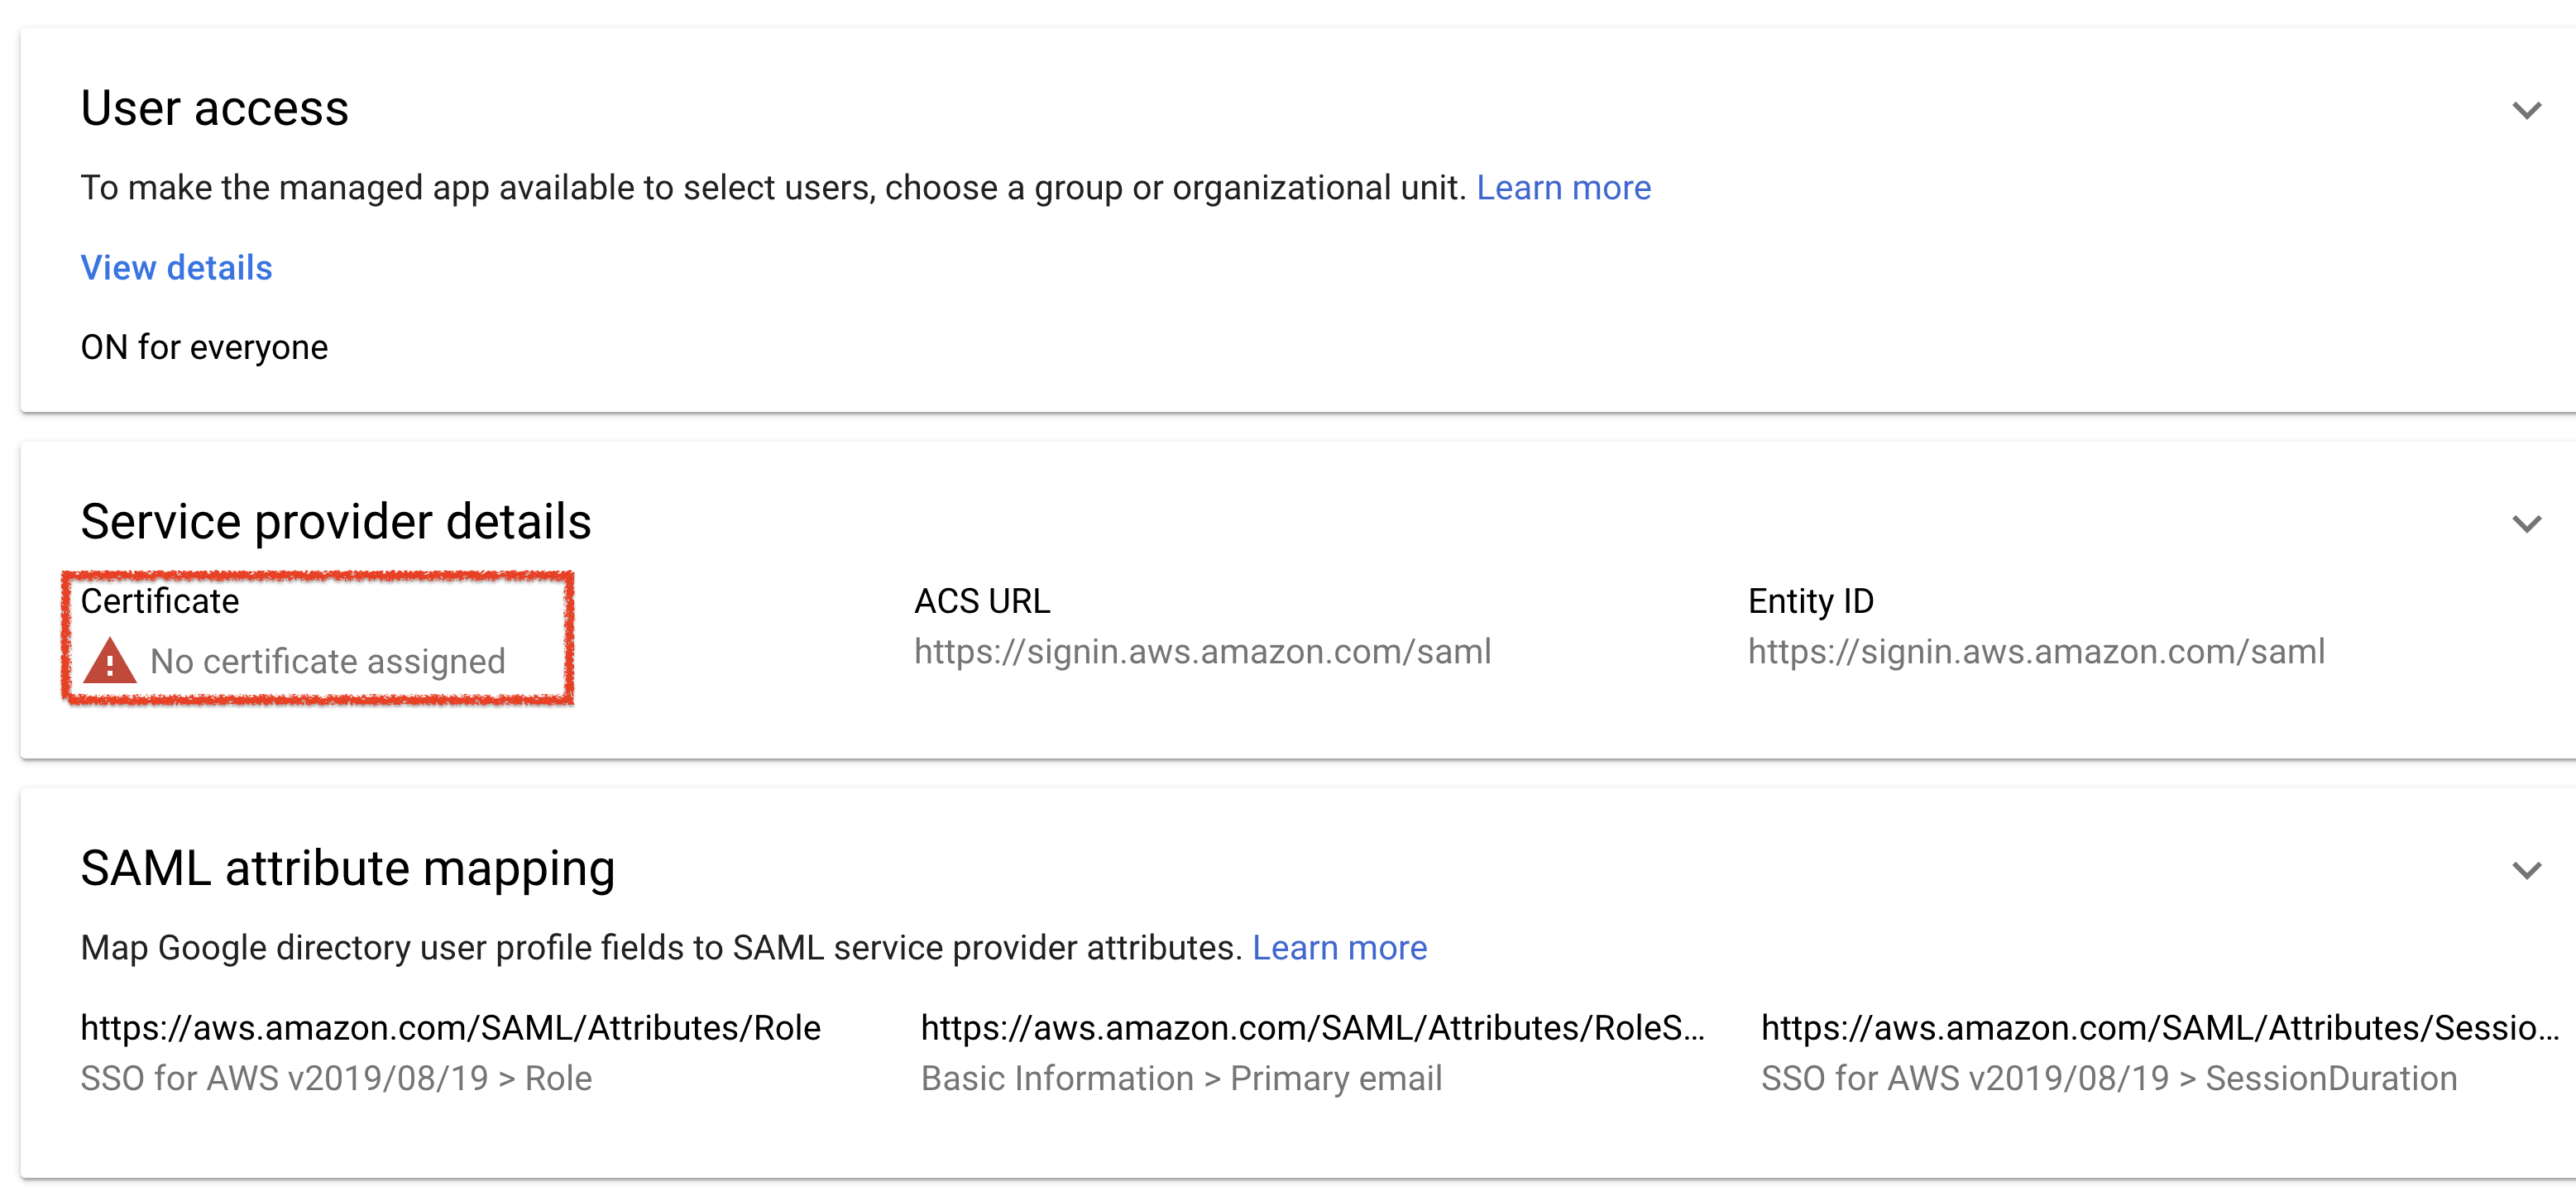 User access
To make the managed app available to select users, choose a group or organizational unit. Learn more
View details
ON for everyone
Service provider details
Certificate
No certificate assigned
ACS URL
https://signin.aws.amazon.com/saml
Entity ID
https://signin.aws.amazon.com/saml
SAML attribute mapping
Map Google directory user profile fields to SAML service provider attributes. Learn more
https://aws.amazon.com/SAML/Attributes/Role
SSO for AWS v2019/08/19 > Role
https://aws.amazon.com/SAML/Attributes/RoleS...
Basic Information > Primary email
https://aws.amazon.com/SAML/Attributes/Sessio...
SSO for AWS v2019/08/19 > SessionDuration